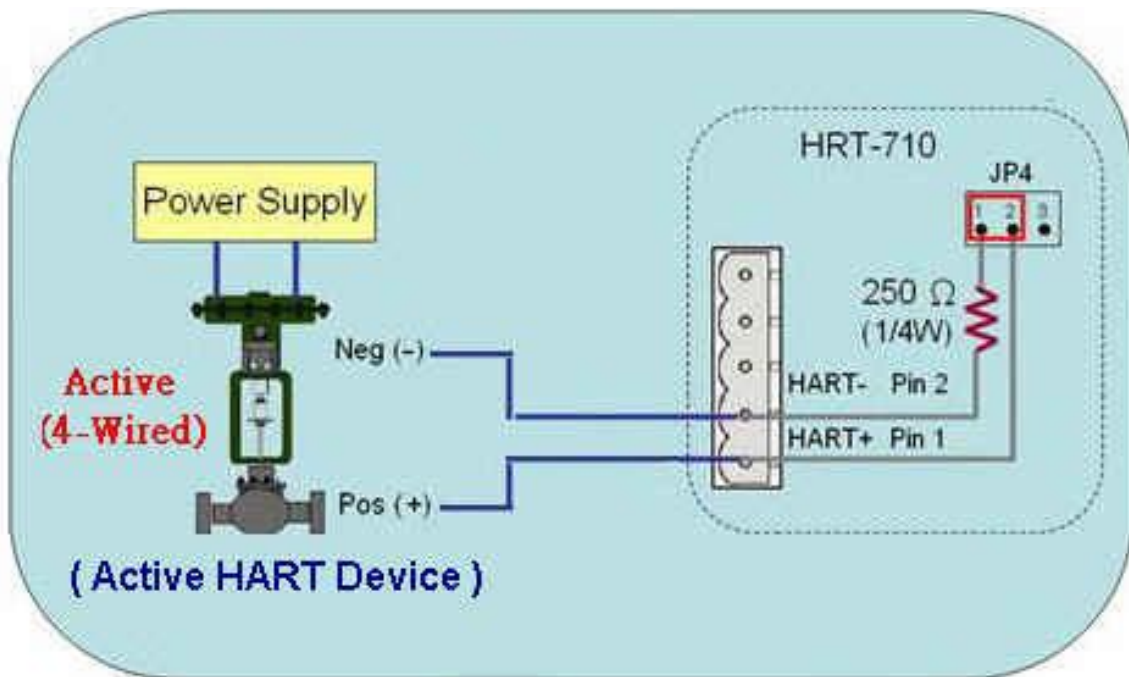 HRT-710
JP4
1 2 3
Power Supply
250 Ω
(1/4W)
Neg (-)
HART- Pin 2
Active
(4-Wired)
HART+ Pin 1
Pos (+)
( Active HART Device )